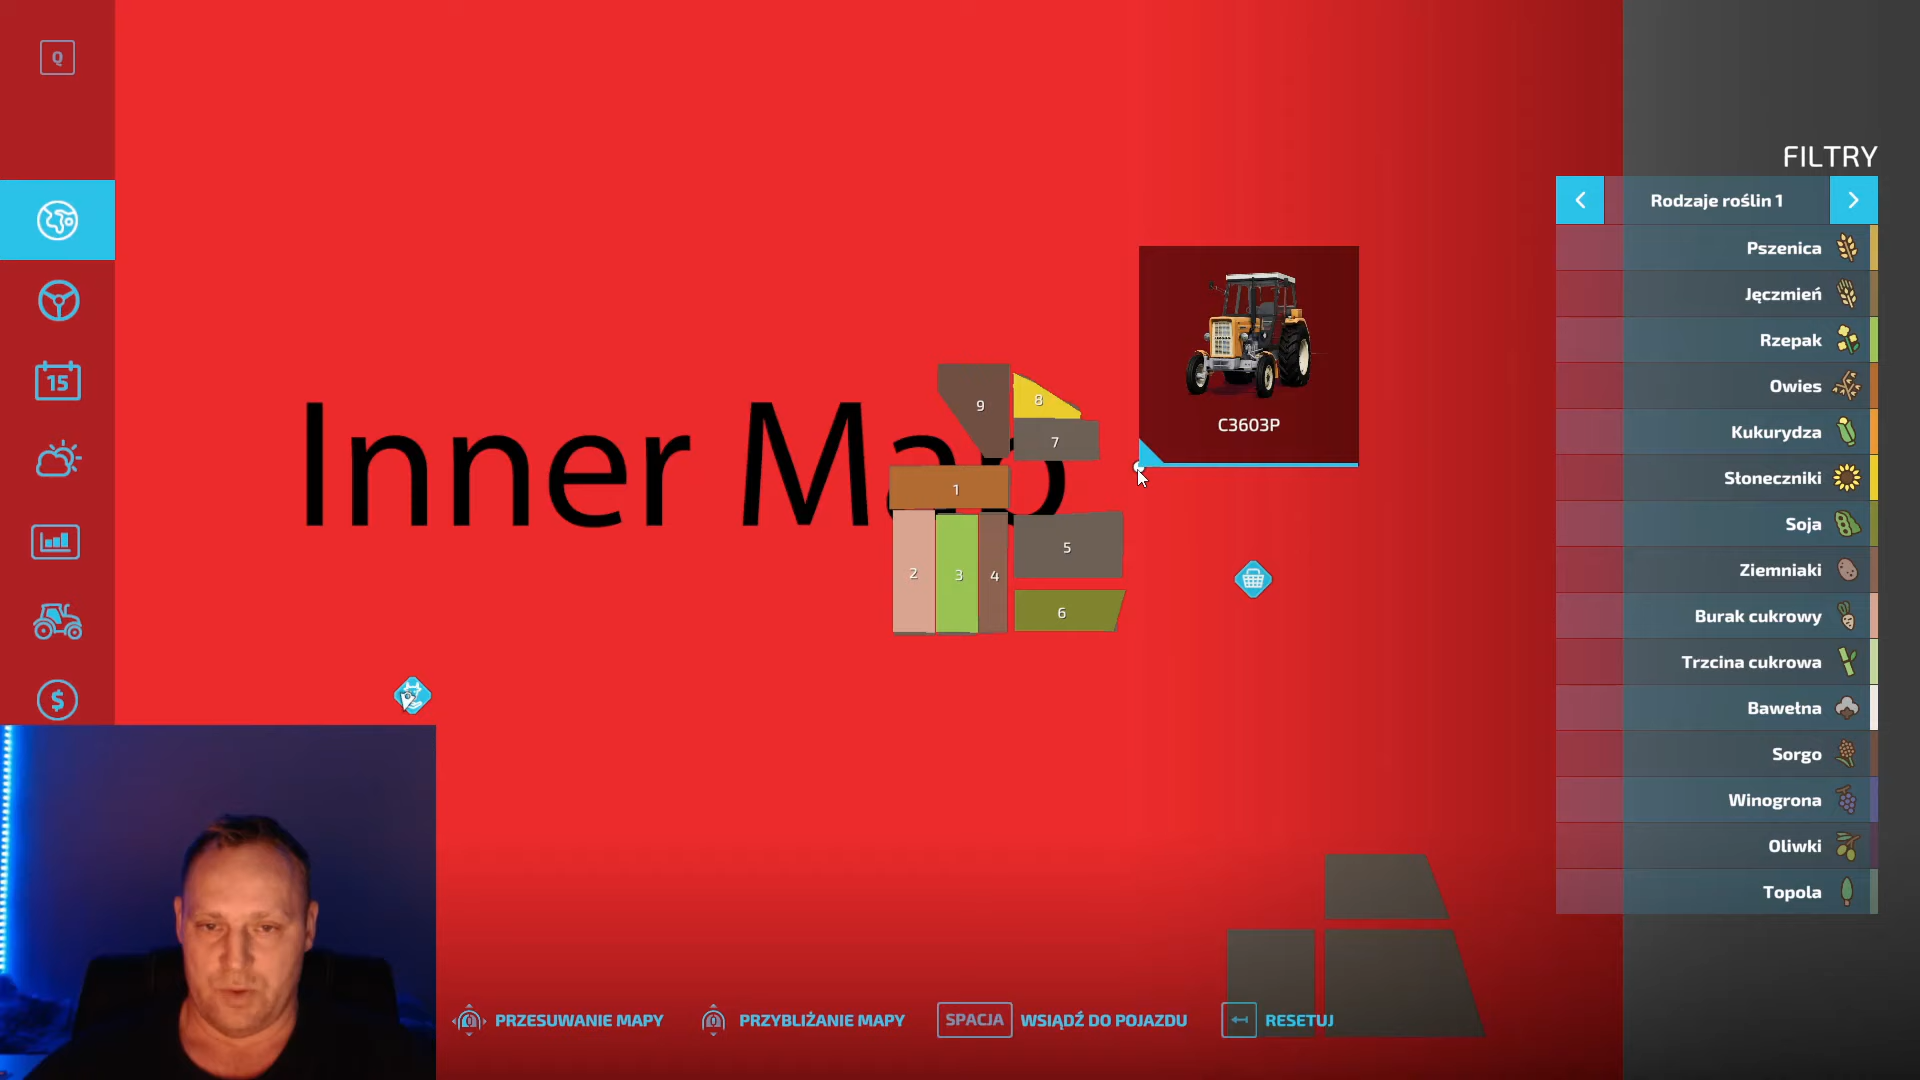 Q
FILTRY
Rodzaje roślin 1
Pszenica
Jęczmień
Rzepak
Owies
Kukurydza
Słoneczniki
Soja
Ziemniaki
Burak cukrowy
Trzcina cukrowa
Bawełna
Sorgo
Winogrona
Oliwki
Topola
15
$
Inner Map
C3603P
9
8
7
1
2
3
4
5
6
PRZESUWANIE MAPY
PRZYBLIŻANIE MAPY
SPACJA WSIĄDŹ DO POJAZDU
RESETUJ